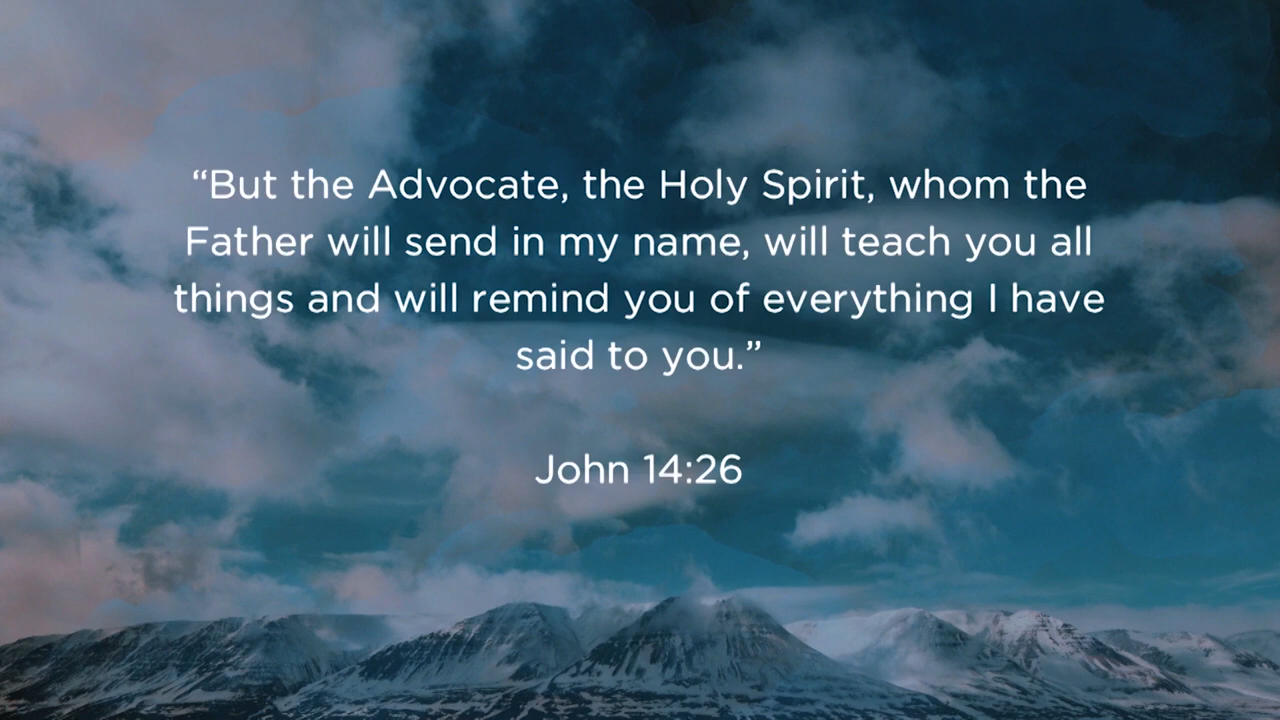 “But the Advocate, the Holy Spirit, whom the
Father will send in my name, will teach you all
things and will remind you of everything I have
said to you.”
John 14:26